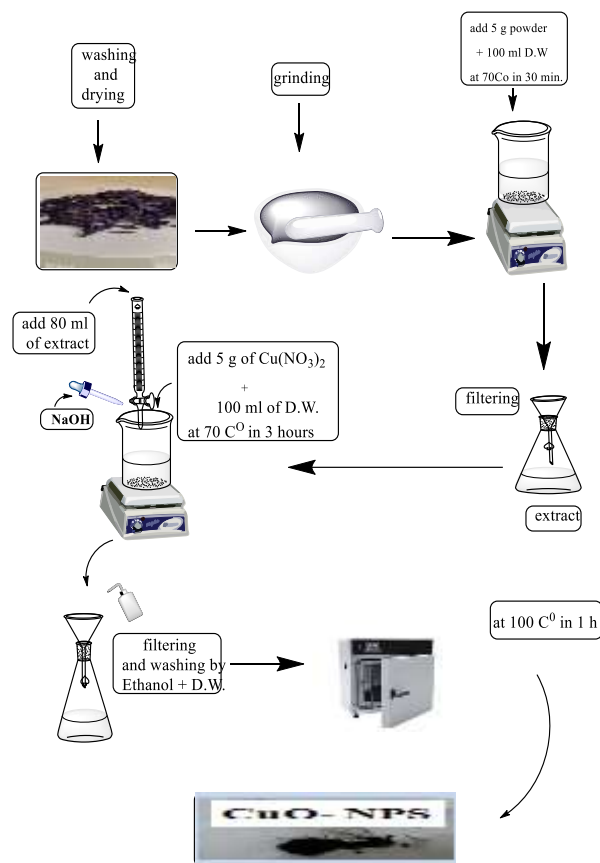 washing
and
drying
grinding
add 5 g powder
+ 100 ml D.W
at 70Co in 30 min.
add 80 ml
of extract
NaOH
add 5 g of Cu(NO₃)₂
+
100 ml of D.W.
at 70 C^O in 3 hours
filtering
extract
filtering
and washing by
Ethanol + D.W.
at 100 C⁰ in 1 h
CuO- NPS